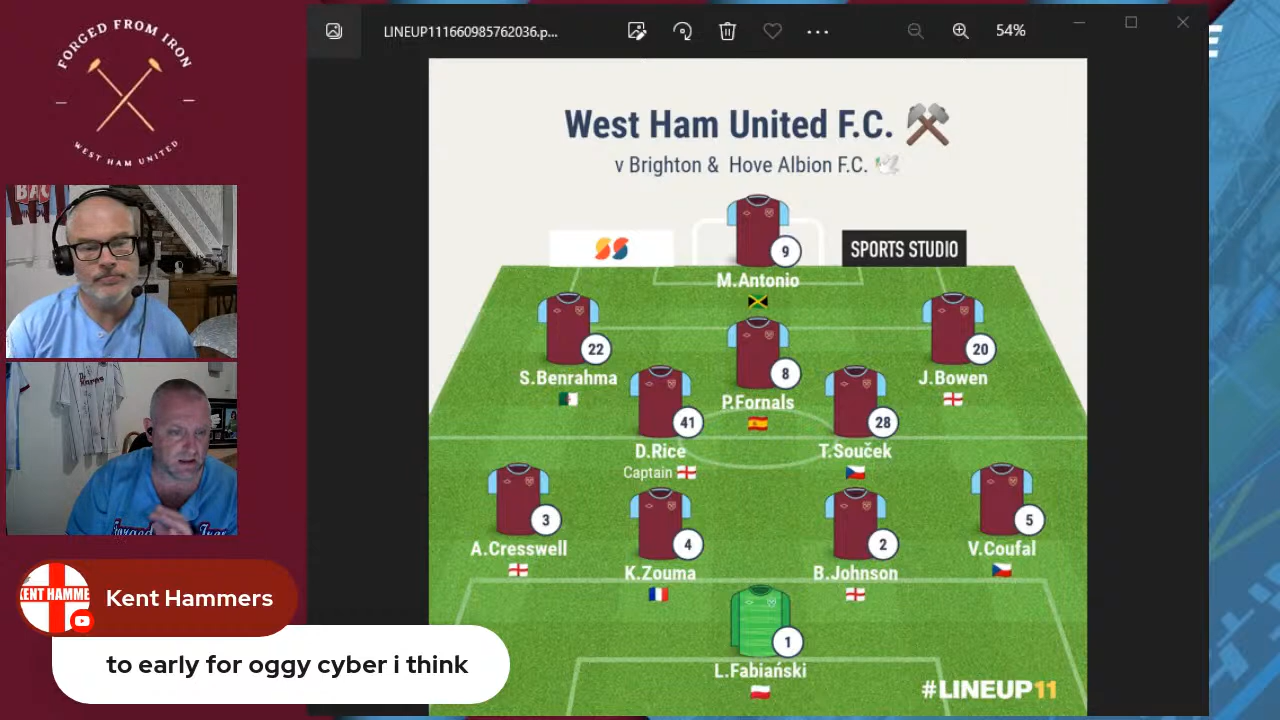 FORGED FROM IRON
WEST HAM UNITED
LINEUP111660985762036.p...
54%
West Ham United F.C.
v Brighton & Hove Albion F.C.
SPORTS STUDIO
9
M.Antonio
22
S.Benrahma
8
P.Fornals
20
J.Bowen
41
D.Rice
Captain
28
T.Souček
3
A.Cresswell
4
K.Zouma
2
B.Johnson
5
V.Coufal
1
L.Fabiański
#LINEUP11
KENT HAMME
Kent Hammers
to early for oggy cyber i think